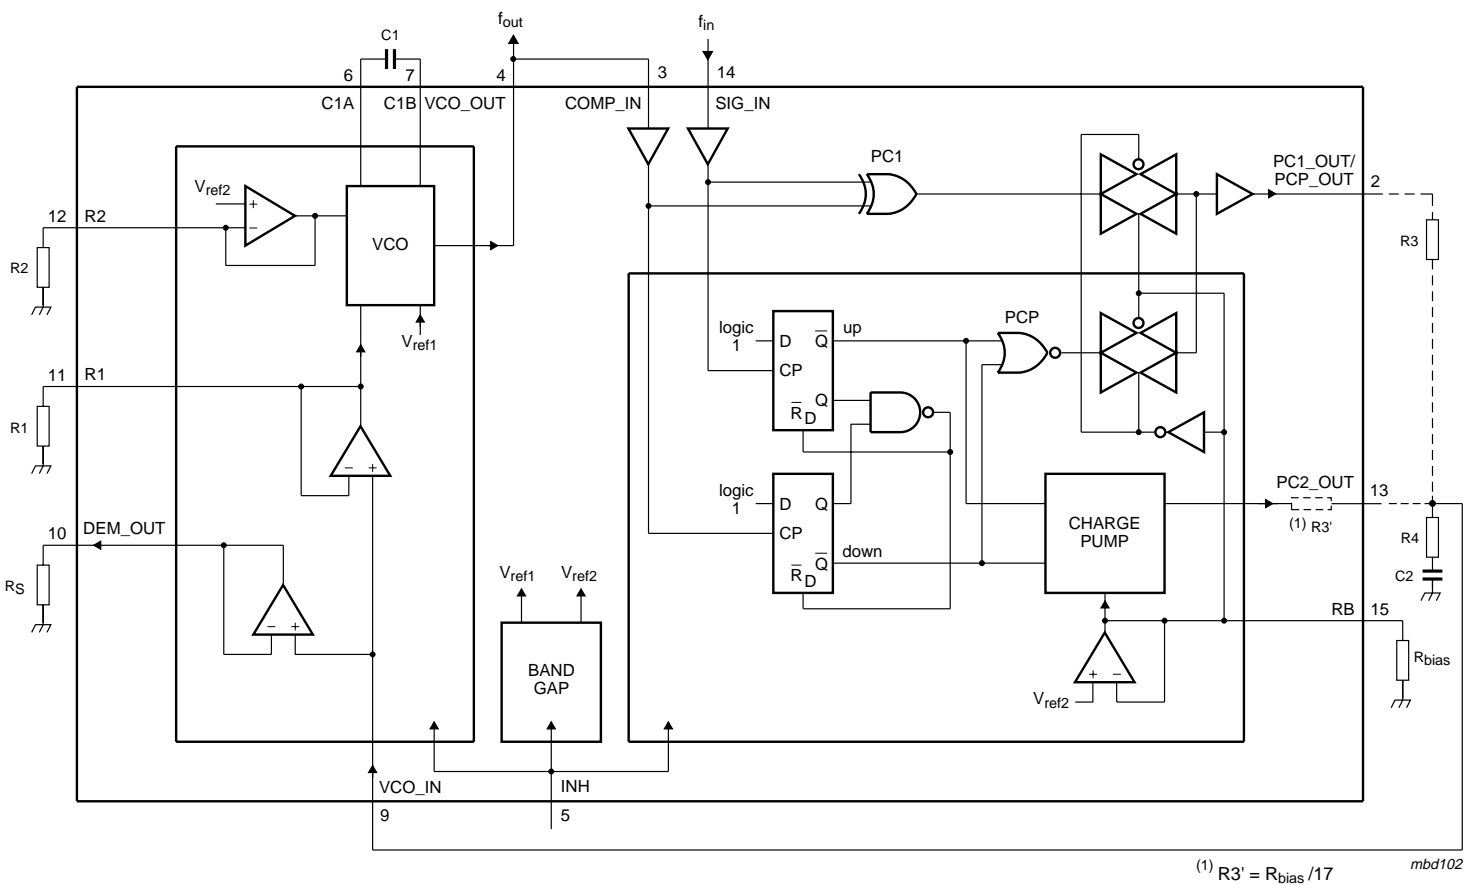 fout
fin
C1
6
7
4
3
14
C1A
C1B
VCO_OUT
COMP_IN
SIG_IN
PC1
PC1_OUT/
PCP_OUT
2
Vref2
+
−
12
R2
R2
VCO
R3
Vref1
logic
1
D
Q̅
up
CP
Q
R̅D
PCP
11
R1
R1
−
+
logic
1
D
Q
CP
down
Q̅
R̅D
CHARGE
PUMP
PC2_OUT
13
(1) R3'
R4
C2
10
DEM_OUT
RS
−
+
Vref1
Vref2
BAND
GAP
RB
15
Rbias
+
−
Vref2
VCO_IN
9
INH
5
(1) R3' = Rbias /17
mbd102